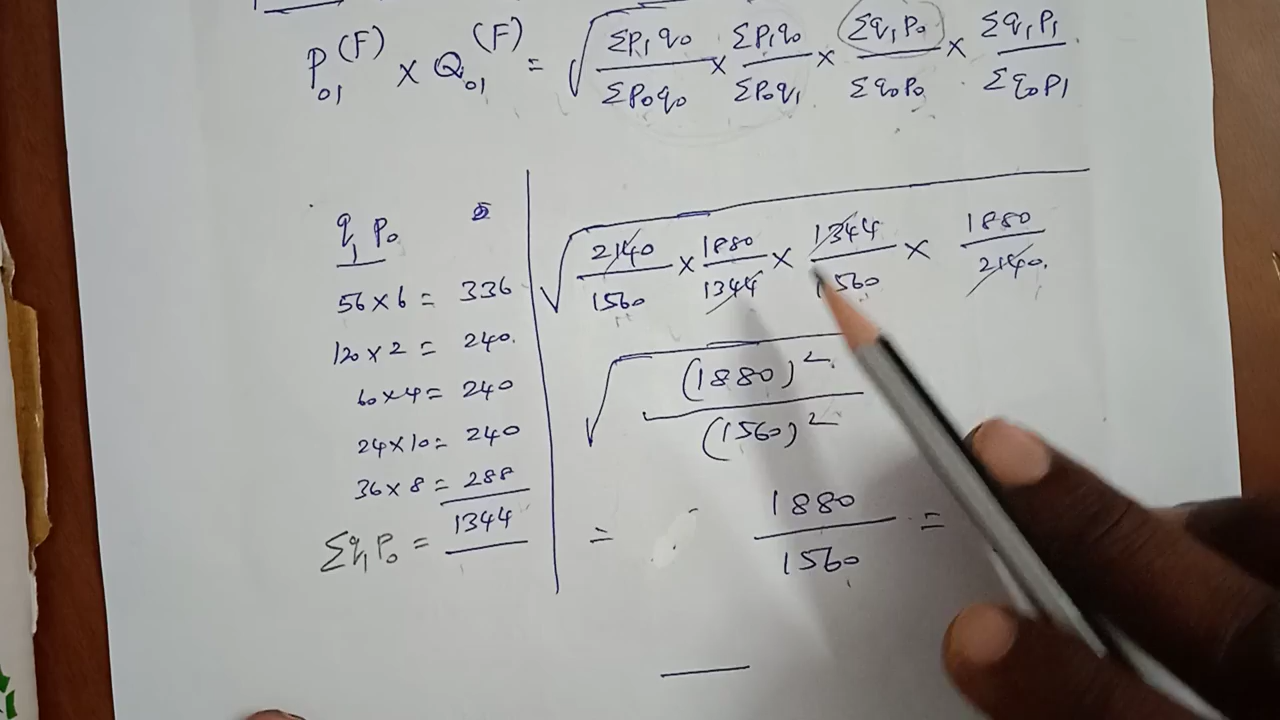 P₀₁^(F) × Q₀₁^(F) = √( Σp₁q₀/Σp₀q₀ × Σp₁q₀/Σp₀q₁ × Σq₁p₀/Σq₀p₀ × Σq₁p₁/Σq₀p₁ )
q₁ p₀
56 × 6 = 336
120 × 2 = 240.
60 × 4 = 240
24 × 10 = 240
36 × 8 = 288
Σq₁p₀ = 1344
√( 2140/1560 × 1880/1344 × 1344/1560 × 1880/2140. )
√( (1880)²/(1560)² )
= 1880/1560 =